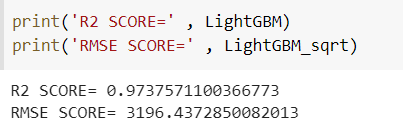 print('R2 SCORE=' , LightGBM)
print('RMSE SCORE=' , LightGBM_sqrt)
R2 SCORE= 0.9737571100366773
RMSE SCORE= 3196.4372850082013